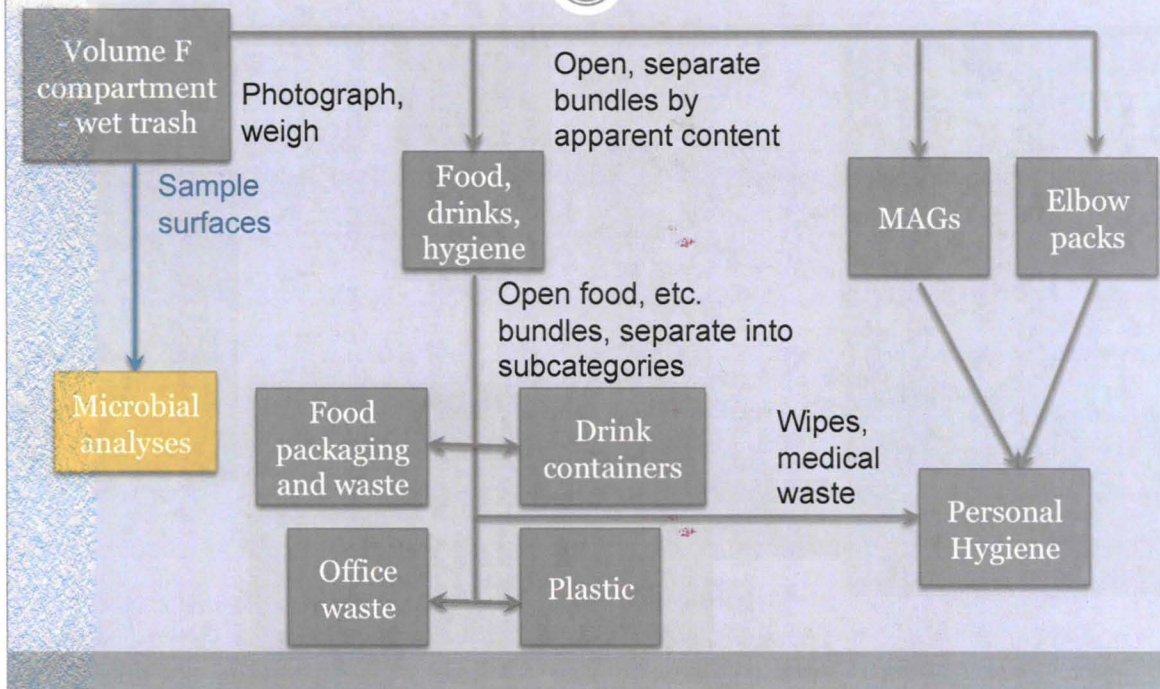 Volume F
compartment
- wet trash
Photograph,
weigh
Open, separate
bundles by
apparent content
Sample
surfaces
Food,
drinks,
hygiene
MAGs
Elbow
packs
Open food, etc.
bundles, separate into
subcategories
Microbial
analyses
Food
packaging
and waste
Drink
containers
Wipes,
medical
waste
Personal
Hygiene
Office
waste
Plastic